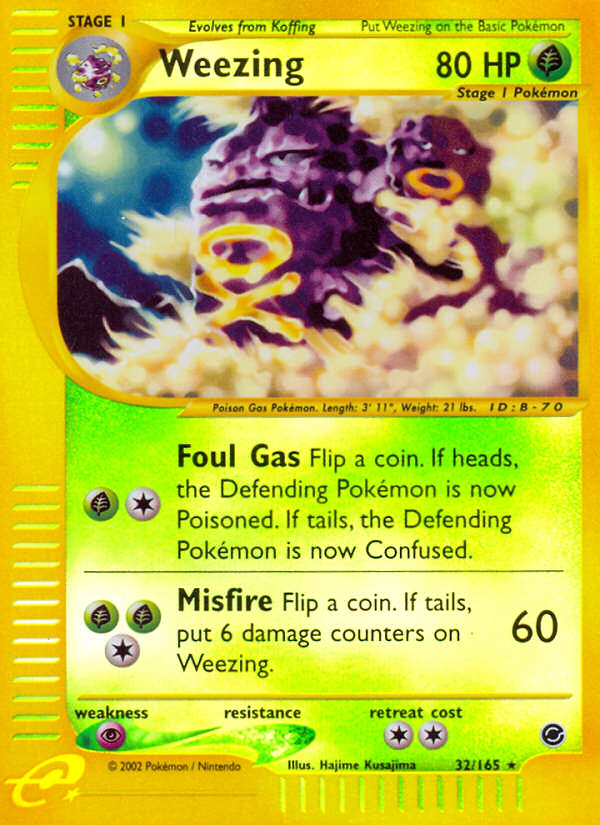 STAGE 1
Evolves from Koffing
Put Weezing on the Basic Pokémon
Weezing
80 HP
Stage 1 Pokémon
Poison Gas Pokémon. Length: 3' 11", Weight: 21 lbs. ID:B-70
Foul Gas Flip a coin. If heads,
the Defending Pokémon is now
Poisoned. If tails, the Defending
Pokémon is now Confused.
Misfire Flip a coin. If tails,
put 6 damage counters on
Weezing.
60
weakness
resistance
retreat cost
© 2002 Pokémon / Nintendo
Illus. Hajime Kusajima
32/165 ★